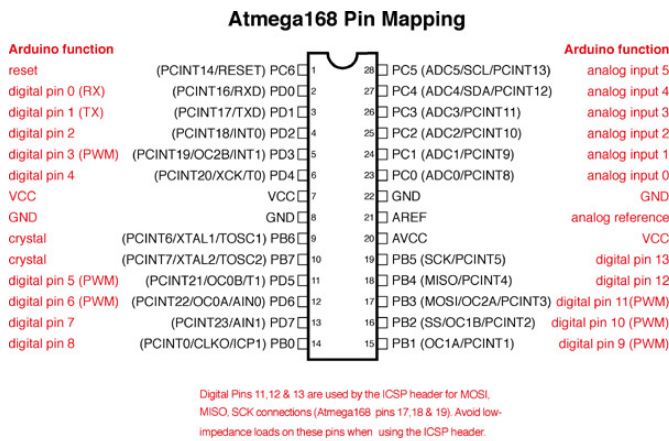 Atmega168 Pin Mapping
Arduino function Arduino function
reset (PCINT14/RESET) PC6 1 28 PC5 (ADC5/SCL/PCINT13) analog input 5
digital pin 0 (RX) (PCINT16/RXD) PD0 2 27 PC4 (ADC4/SDA/PCINT12) analog input 4
digital pin 1 (TX) (PCINT17/TXD) PD1 3 26 PC3 (ADC3/PCINT11) analog input 3
digital pin 2 (PCINT18/INT0) PD2 4 25 PC2 (ADC2/PCINT10) analog input 2
digital pin 3 (PWM) (PCINT19/OC2B/INT1) PD3 5 24 PC1 (ADC1/PCINT9) analog input 1
digital pin 4 (PCINT20/XCK/T0) PD4 6 23 PC0 (ADC0/PCINT8) analog input 0
VCC VCC 7 22 GND GND
GND GND 8 21 AREF analog reference
crystal (PCINT6/XTAL1/TOSC1) PB6 9 20 AVCC VCC
crystal (PCINT7/XTAL2/TOSC2) PB7 10 19 PB5 (SCK/PCINT5) digital pin 13
digital pin 5 (PWM) (PCINT21/OC0B/T1) PD5 11 18 PB4 (MISO/PCINT4) digital pin 12
digital pin 6 (PWM) (PCINT22/OC0A/AIN0) PD6 12 17 PB3 (MOSI/OC2A/PCINT3) digital pin 11(PWM)
digital pin 7 (PCINT23/AIN1) PD7 13 16 PB2 (SS/OC1B/PCINT2) digital pin 10 (PWM)
digital pin 8 (PCINT0/CLKO/ICP1) PB0 14 15 PB1 (OC1A/PCINT1) digital pin 9 (PWM)
Digital Pins 11,12 & 13 are used by the ICSP header for MOSI,
MISO, SCK connections (Atmega168 pins 17,18 & 19). Avoid low-
impedance loads on these pins when using the ICSP header.